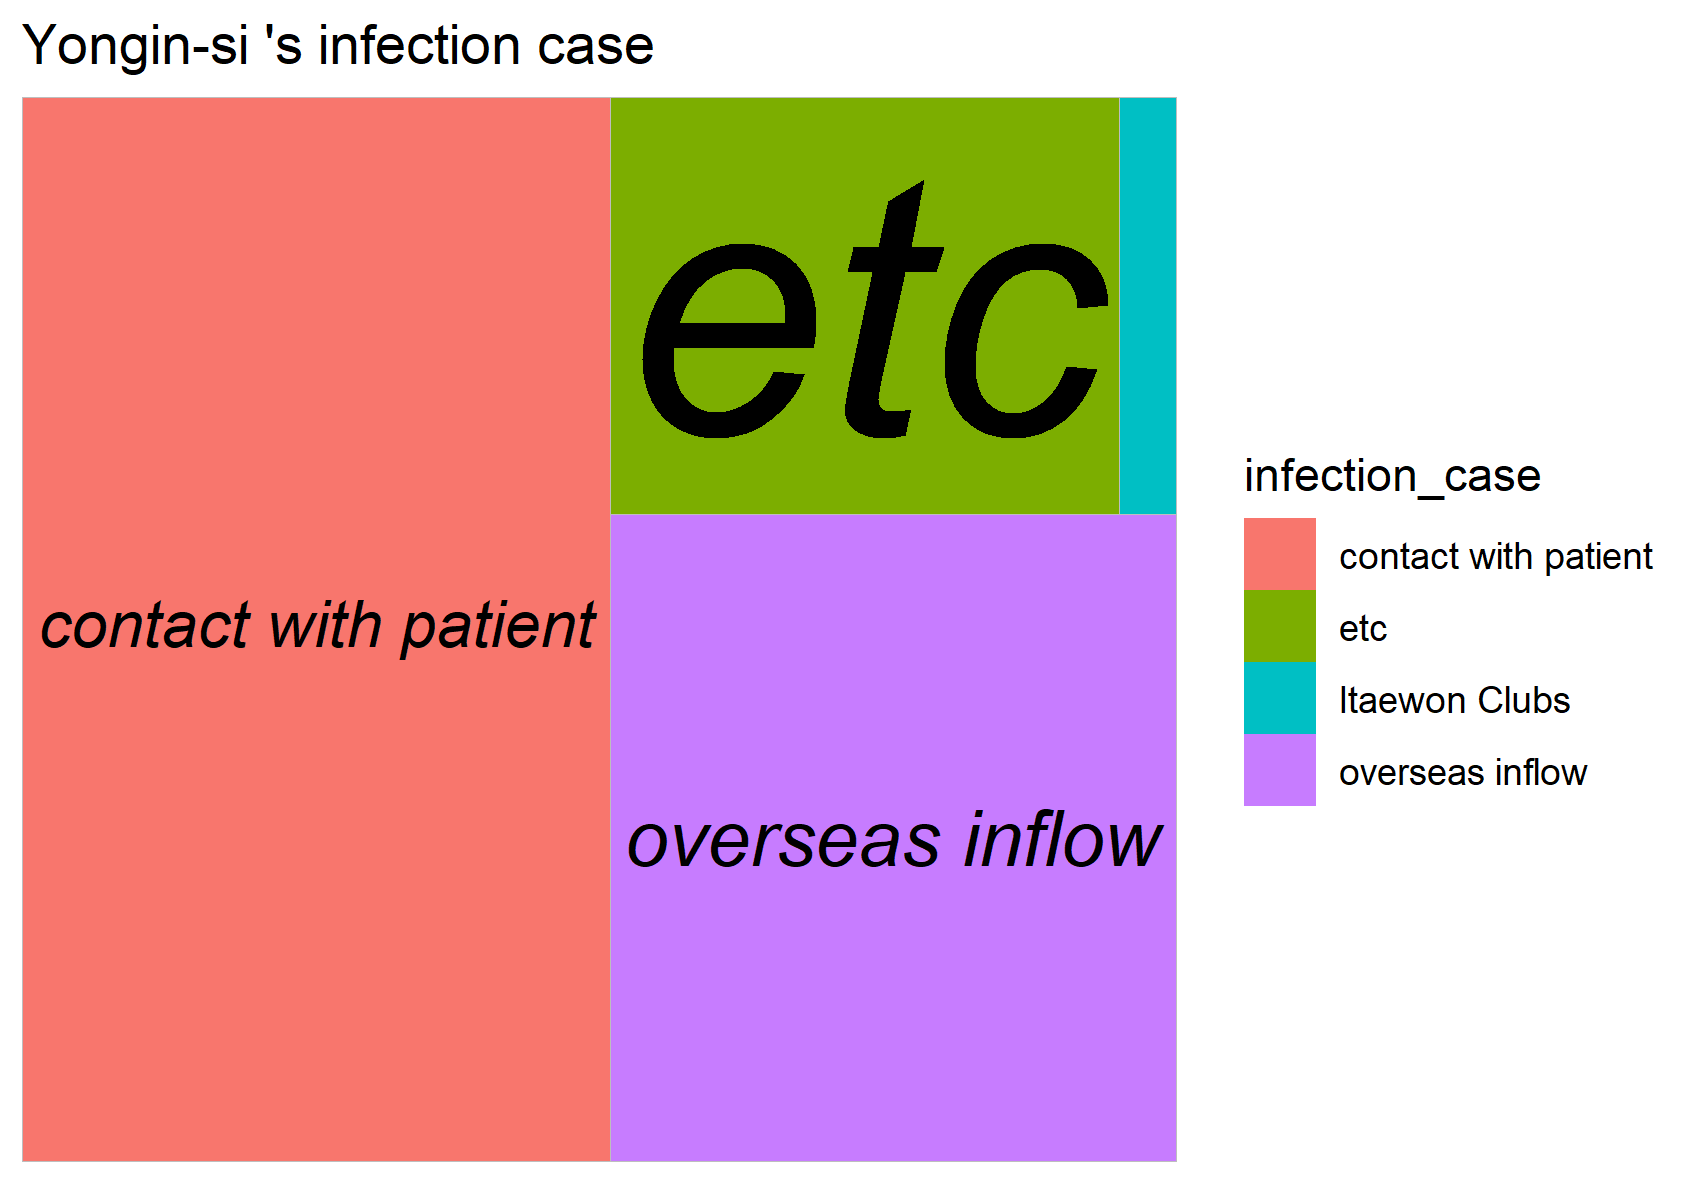 Yongin-si 's infection case
etc
contact with patient
overseas inflow
infection_case
contact with patient
etc
Itaewon Clubs
overseas inflow